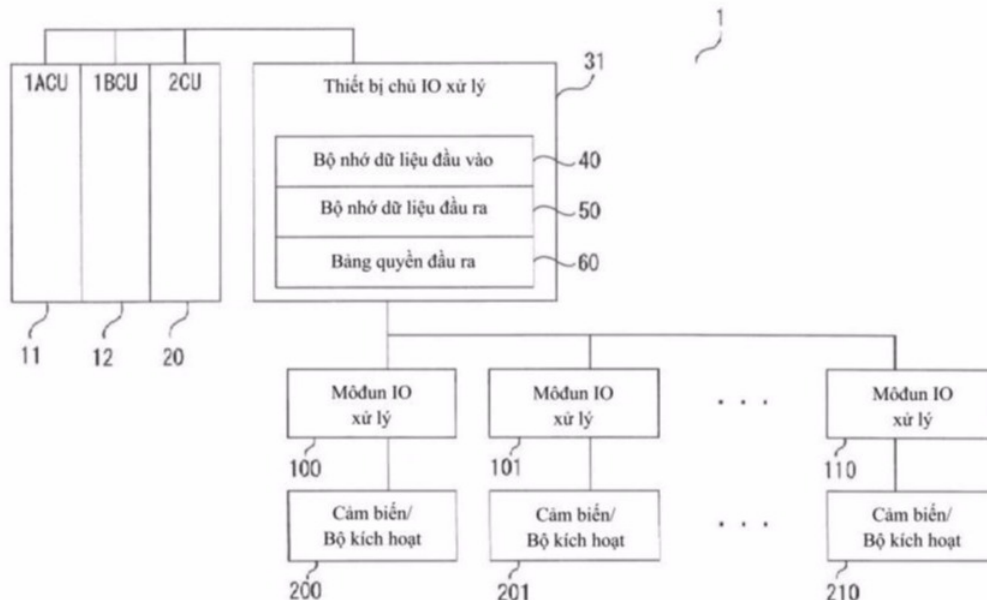 1
1ACU 1BCU 2CU
31
Thiết bị chủ IO xử lý
Bộ nhớ dữ liệu đầu vào
40
Bộ nhớ dữ liệu đầu ra
50
Bảng quyền đầu ra
60
11 12 20
Môđun IO
xử lý
Môđun IO
xử lý
. . .
Môđun IO
xử lý
100 101 110
Cảm biến/
Bộ kích hoạt
Cảm biến/
Bộ kích hoạt
. . .
Cảm biến/
Bộ kích hoạt
200 201 210